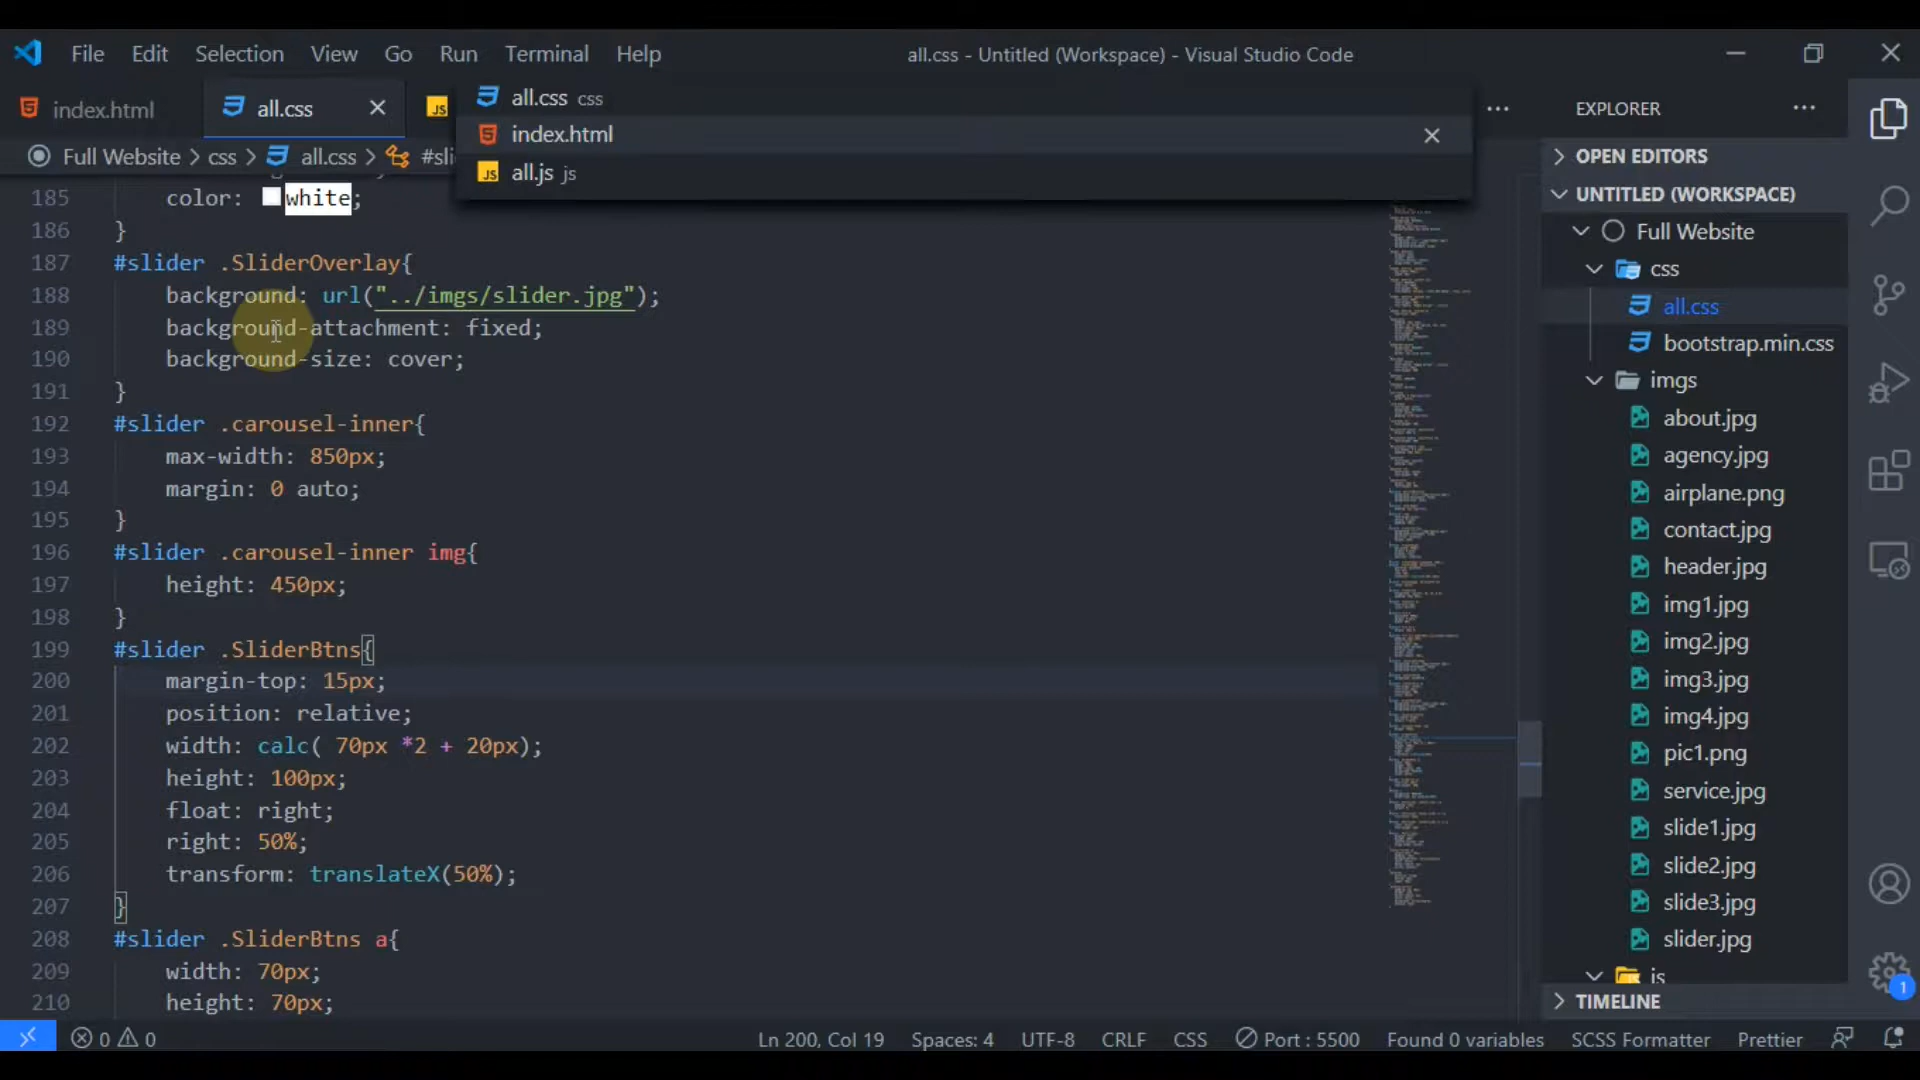 File Edit Selection View Go Run Terminal Help
all.css - Untitled (Workspace) - Visual Studio Code
index.html
all.css
JS
all.css css
index.html
JS all.js js
Full Website > css > all.css > #sli
185 color: white;
186 }
187 #slider .SliderOverlay{
188 background: url("../imgs/slider.jpg");
189 background-attachment: fixed;
190 background-size: cover;
191 }
192 #slider .carousel-inner{
193 max-width: 850px;
194 margin: 0 auto;
195 }
196 #slider .carousel-inner img{
197 height: 450px;
198 }
199 #slider .SliderBtns{
200 margin-top: 15px;
201 position: relative;
202 width: calc( 70px *2 + 20px);
203 height: 100px;
204 float: right;
205 right: 50%;
206 transform: translateX(50%);
207 }
208 #slider .SliderBtns a{
209 width: 70px;
210 height: 70px;
EXPLORER
OPEN EDITORS
UNTITLED (WORKSPACE)
Full Website
css
all.css
bootstrap.min.css
imgs
about.jpg
agency.jpg
airplane.png
contact.jpg
header.jpg
img1.jpg
img2.jpg
img3.jpg
img4.jpg
pic1.png
service.jpg
slide1.jpg
slide2.jpg
slide3.jpg
slider.jpg
js
TIMELINE
1
0 0
Ln 200, Col 19 Spaces: 4 UTF-8 CRLF CSS Port : 5500 Found 0 variables SCSS Formatter Prettier